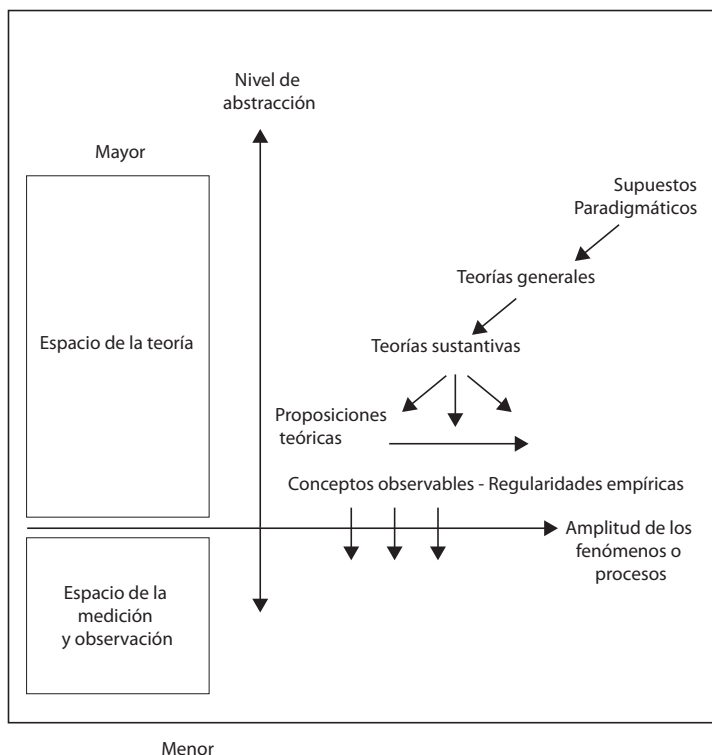 Nivel de
abstracción
Mayor
Supuestos
Paradigmáticos
Teorías generales
Espacio de la teoría
Teorías sustantivas
Proposiciones
teóricas
Conceptos observables - Regularidades empíricas
Amplitud de los
fenómenos o
procesos
Espacio de la
medición
y observación
Menor